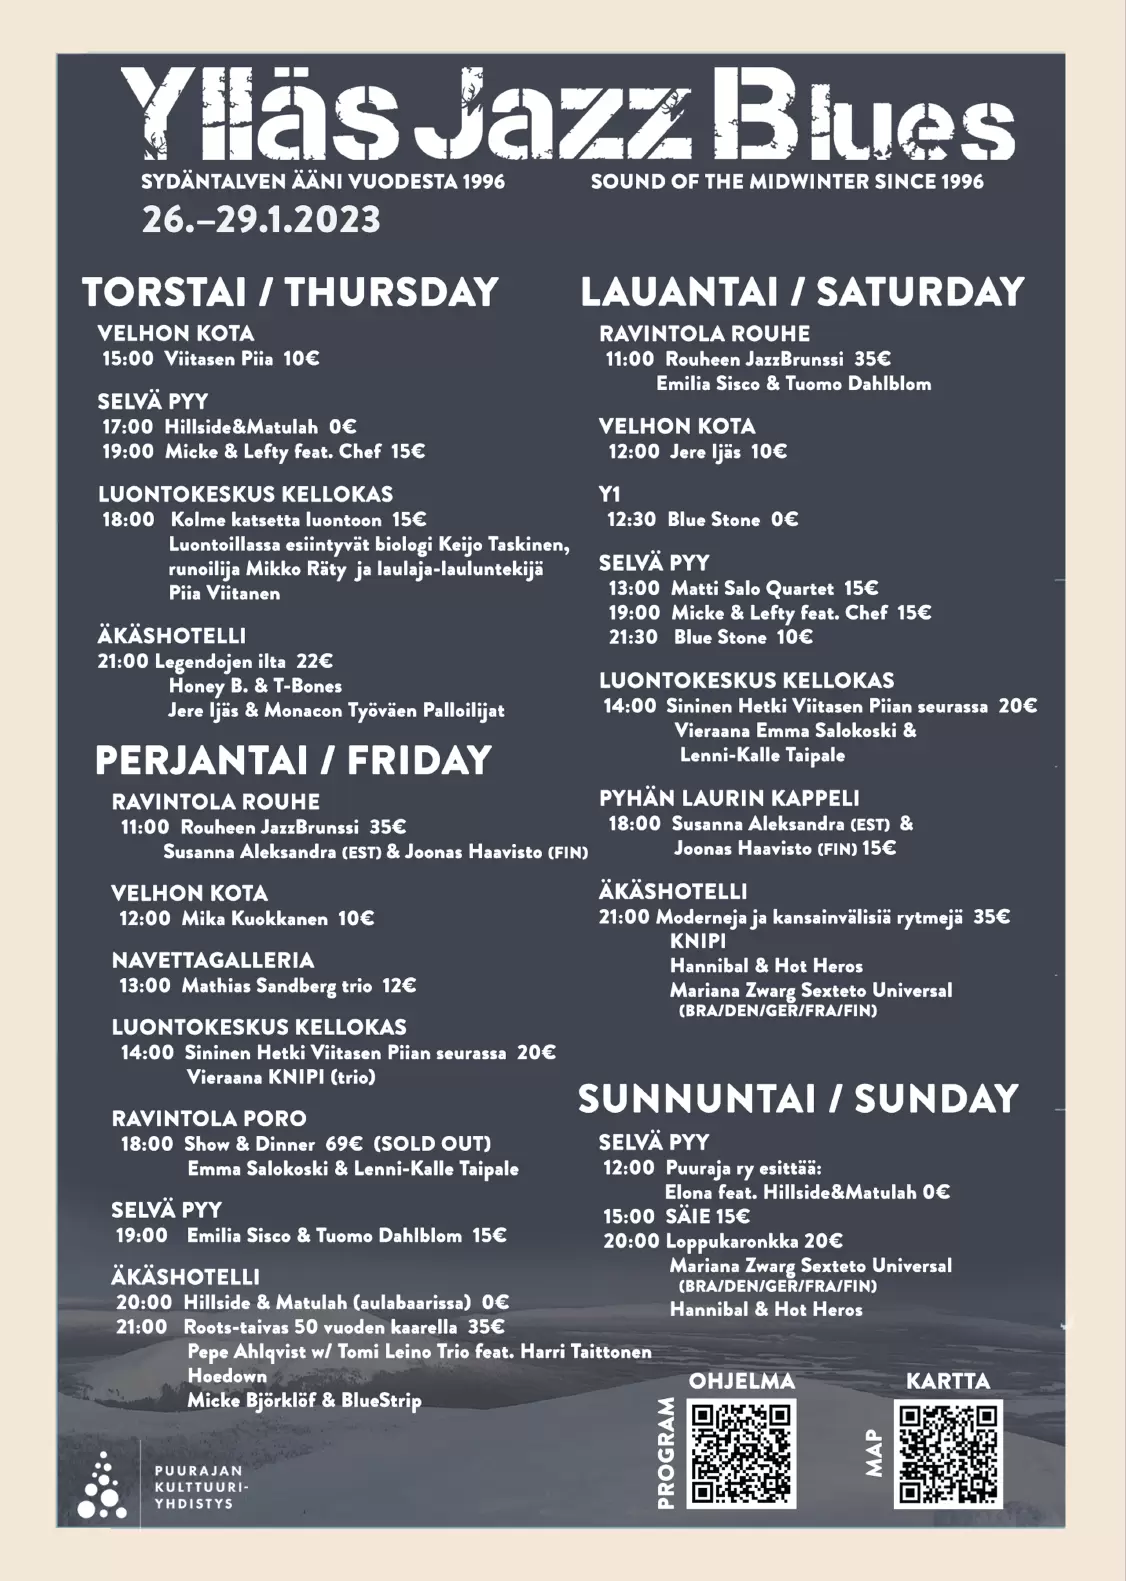 Ylläs Jazz Blues
SYDÄNTALVEN ÄÄNI VUODESTA 1996
SOUND OF THE MIDWINTER SINCE 1996
26.–29.1.2023
TORSTAI / THURSDAY
VELHON KOTA
15:00 Viitasen Piia 10€
SELVÄ PYY
17:00 Hillside&Matulah 0€
19:00 Micke & Lefty feat. Chef 15€
LUONTOKESKUS KELLOKAS
18:00 Kolme katsetta luontoon 15€
Luontoillassa esiintyvät biologi Keijo Taskinen,
runoilija Mikko Räty ja laulaja-lauluntekijä
Piia Viitanen
ÄKÄSHOTELLI
21:00 Legendojen ilta 22€
Honey B. & T-Bones
Jere Ijäs & Monacon Työväen Palloilijat
PERJANTAI / FRIDAY
RAVINTOLA ROUHE
11:00 Rouheen JazzBrunssi 35€
Susanna Aleksandra (EST) & Joonas Haavisto (FIN)
VELHON KOTA
12:00 Mika Kuokkanen 10€
NAVETTAGALLERIA
13:00 Mathias Sandberg trio 12€
LUONTOKESKUS KELLOKAS
14:00 Sininen Hetki Viitasen Piian seurassa 20€
Vieraana KNIPI (trio)
RAVINTOLA PORO
18:00 Show & Dinner 69€ (SOLD OUT)
Emma Salokoski & Lenni-Kalle Taipale
SELVÄ PYY
19:00 Emilia Sisco & Tuomo Dahlblom 15€
ÄKÄSHOTELLI
20:00 Hillside & Matulah (aulabaarissa) 0€
21:00 Roots-taivas 50 vuoden kaarella 35€
Pepe Ahlqvist w/ Tomi Leino Trio feat. Harri Taittonen
Hoedown
Micke Björklöf & BlueStrip
LAUANTAI / SATURDAY
RAVINTOLA ROUHE
11:00 Rouheen JazzBrunssi 35€
Emilia Sisco & Tuomo Dahlblom
VELHON KOTA
12:00 Jere Ijäs 10€
Y1
12:30 Blue Stone 0€
SELVÄ PYY
13:00 Matti Salo Quartet 15€
19:00 Micke & Lefty feat. Chef 15€
21:30 Blue Stone 10€
LUONTOKESKUS KELLOKAS
14:00 Sininen Hetki Viitasen Piian seurassa 20€
Vieraana Emma Salokoski &
Lenni-Kalle Taipale
PYHÄN LAURIN KAPPELI
18:00 Susanna Aleksandra (EST) &
Joonas Haavisto (FIN) 15€
ÄKÄSHOTELLI
21:00 Moderneja ja kansainvälisiä rytmejä 35€
KNIPI
Hannibal & Hot Heros
Mariana Zwarg Sexteto Universal
(BRA/DEN/GER/FRA/FIN)
SUNNUNTAI / SUNDAY
SELVÄ PYY
12:00 Puuraja ry esittää:
Elona feat. Hillside&Matulah 0€
15:00 SÄIE 15€
20:00 Loppukaronkka 20€
Mariana Zwarg Sexteto Universal
(BRA/DEN/GER/FRA/FIN)
Hannibal & Hot Heros
OHJELMA
PROGRAM
KARTTA
MAP
PUURAJAN
KULTTUURI-
YHDISTYS